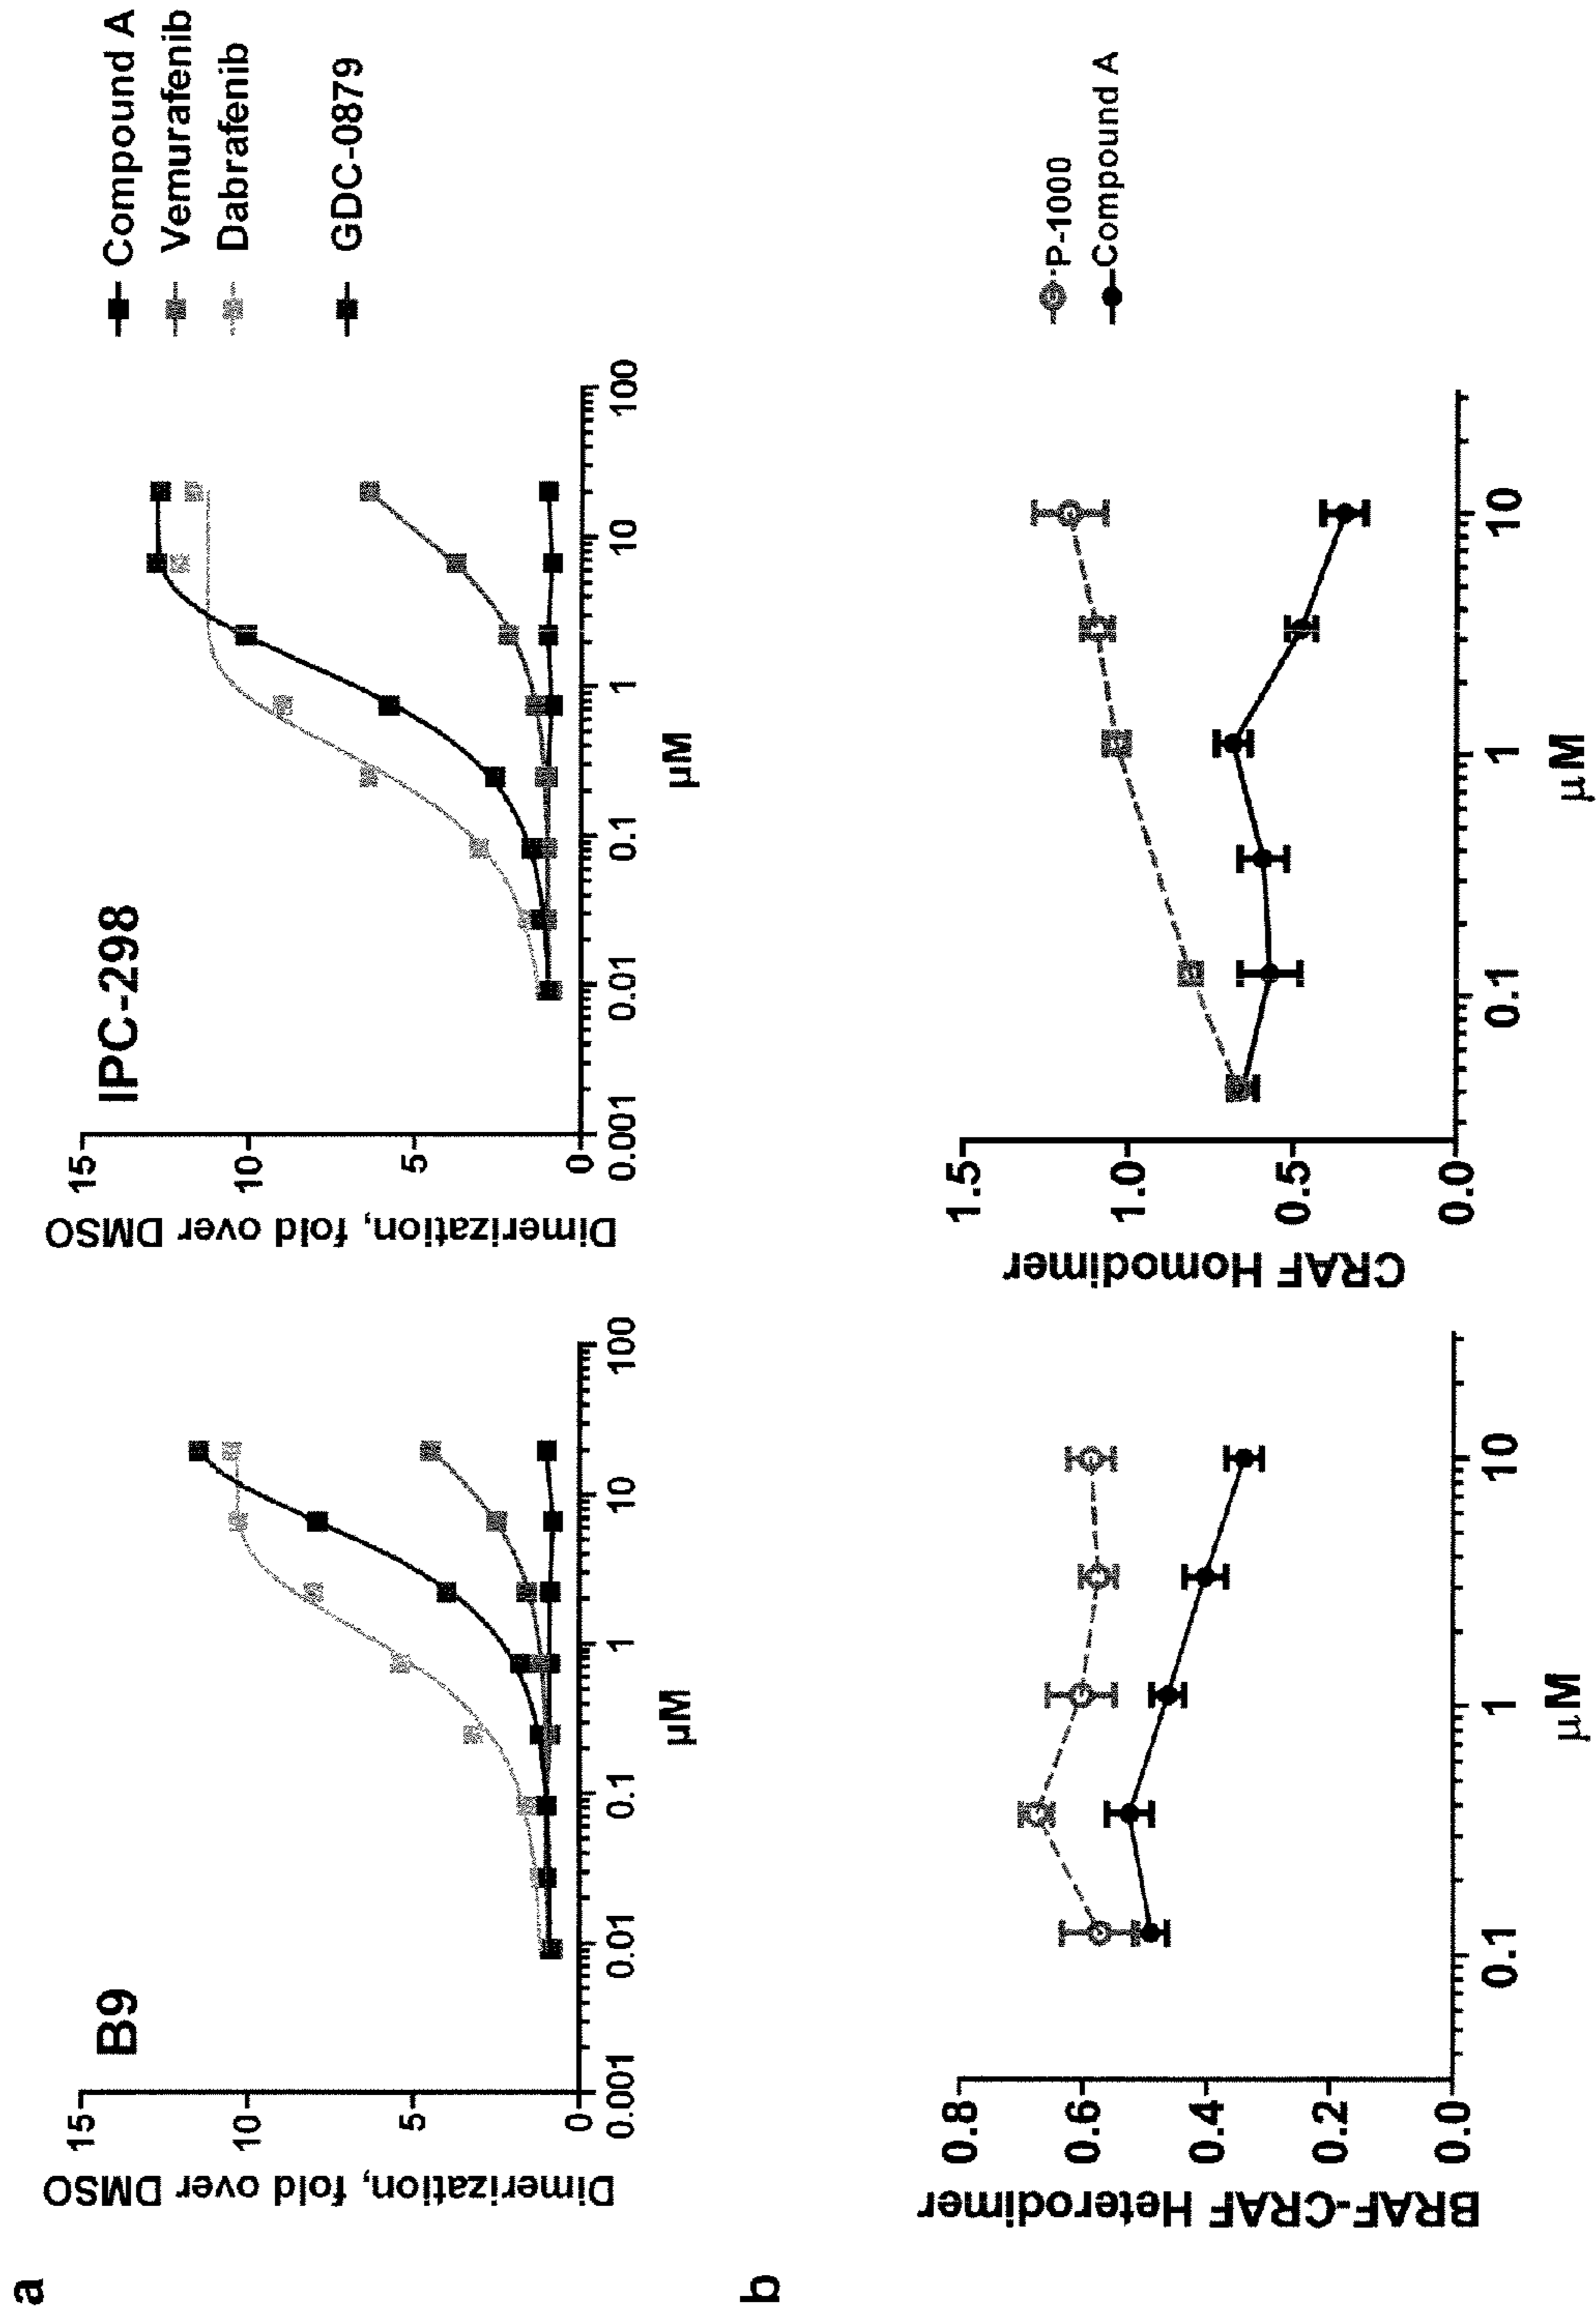 a
B9
Dimerization, fold over DMSO
15
10
5
0
0.001
0.01
0.1
1
10
100
µM
IPC-298
Dimerization, fold over DMSO
15
10
5
0
0.001
0.01
0.1
1
10
100
µM
Compound A
Vemurafenib
Dabrafenib
GDC-0879
b
BRAF-CRAF Heterodimer
0.8
0.6
0.4
0.2
0.0
0.1
1
10
µM
CRAF Homodimer
1.5
1.0
0.5
0.0
0.1
1
10
µM
P-1000
Compound A